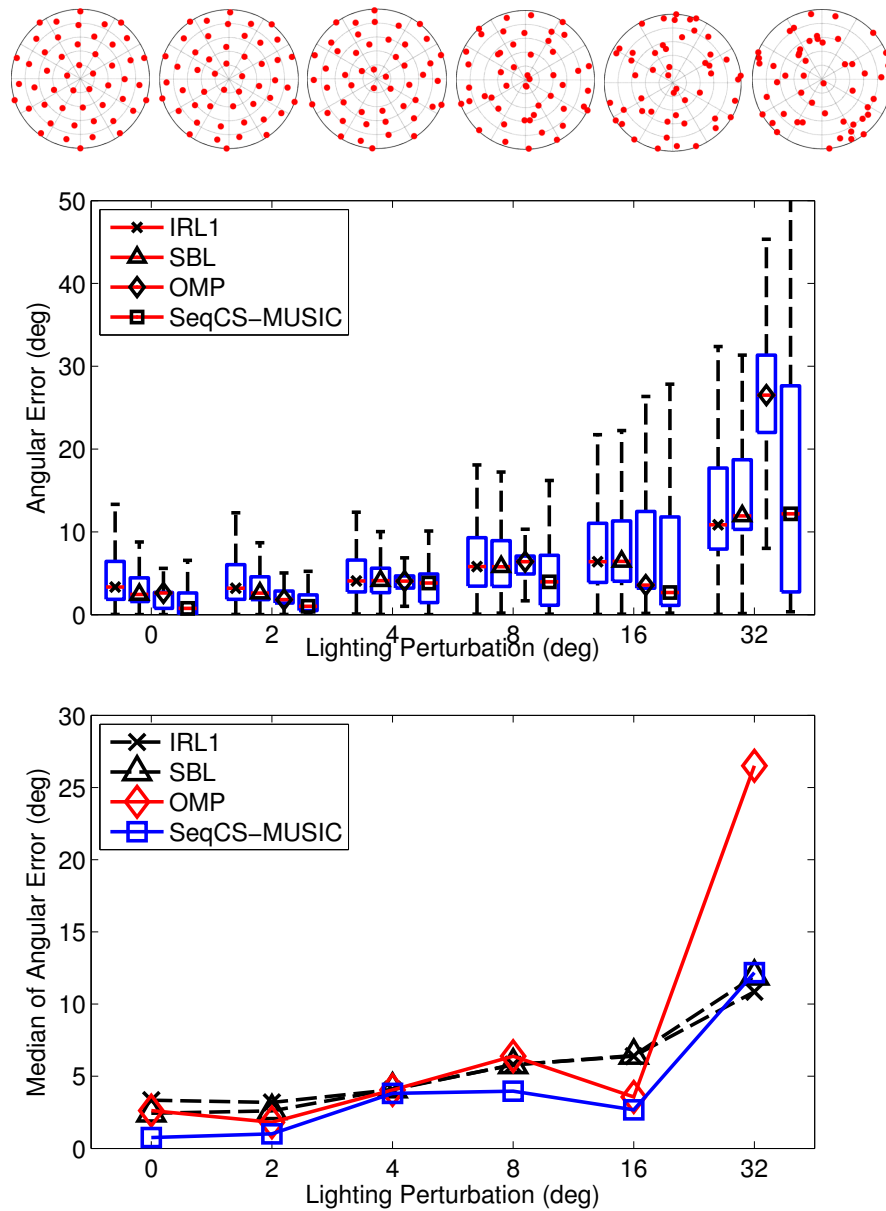 50
40
30
20
10
0
Angular Error (deg)
IRL1
SBL
OMP
SeqCS−MUSIC
0 2 4 8 16 32
Lighting Perturbation (deg)
30
25
20
15
10
5
0
Median of Angular Error (deg)
IRL1
SBL
OMP
SeqCS−MUSIC
0 2 4 8 16 32
Lighting Perturbation (deg)